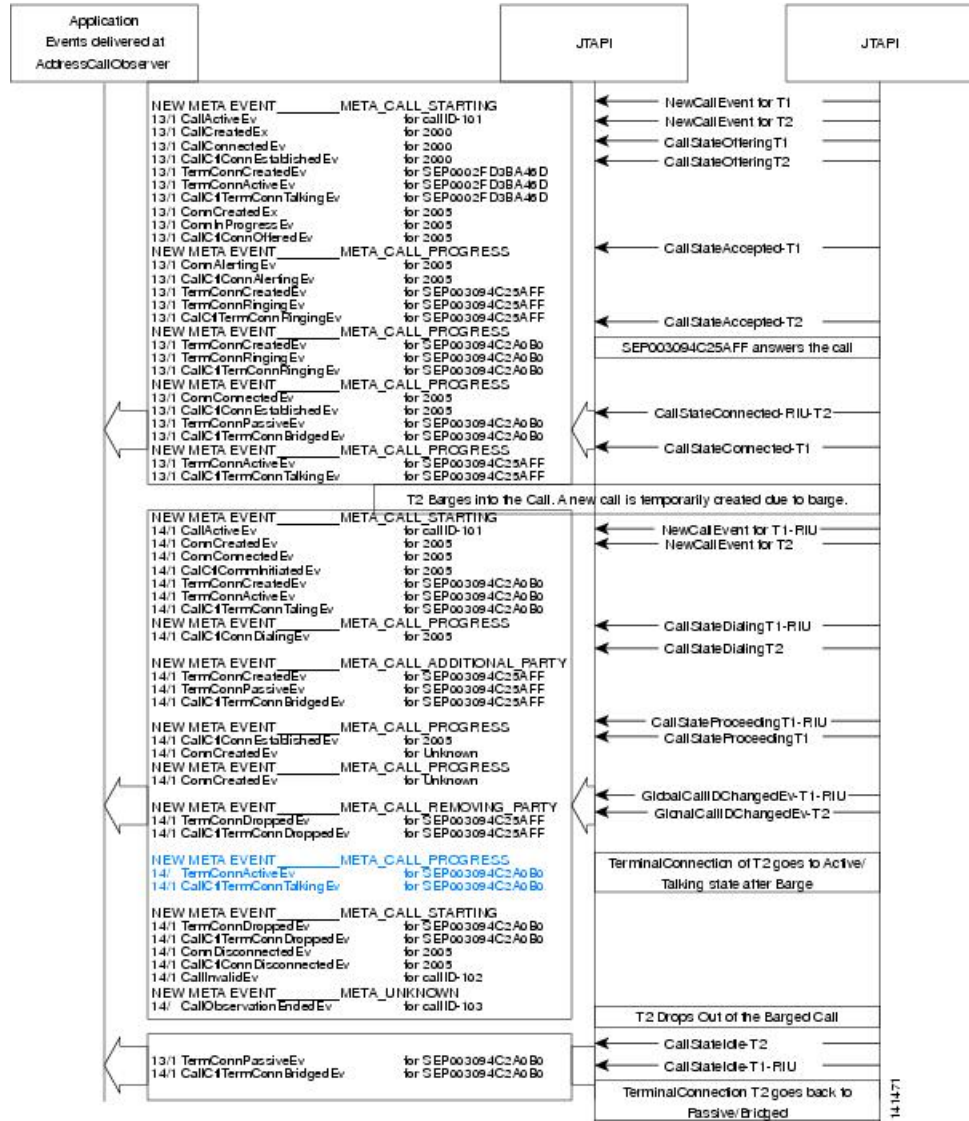 Application
Events delivered at
AddressCallObserver
JTAPI
JTAPI
NEW META EVENT________META_CALL_STARTING
13/1 CallActiveEv for callID-101
13/1 CallCreatedEx for 2000
13/1 CallConnectedEv for 2000
13/1 CallCtlConnEstablishedEv for 2000
13/1 TermConnCreatedEv for SEP0002FD3BA46D
13/1 TermConnActiveEv for SEP0002FD3BA46D
13/1 CallCtlTermConnTalkingEv for SEP0002FD3BA46D
13/1 ConnCreatedEx for 2005
13/1 ConnInProgressEv for 2005
13/1 CallCtlConnOfferedEv for 2005
NEW META EVENT________META_CALL_PROGRESS
13/1 ConnAlertingEv for 2005
13/1 CallCtlConnAlertingEv for 2005
13/1 TermConnCreatedEv for SEP003094C25AFF
13/1 TermConnRingingEv for SEP003094C25AFF
13/1 CalCtlTermConnRingingEv for SEP003094C25AFF
NEW META EVENT________META_CALL_PROGRESS
13/1 TermConnCreatedEv for SEP003094C2A0B0
13/1 TermConnRingingEv for SEP003094C2A0B0
13/1 CallCtlTermConnRingingEv for SEP003094C2A0B0
NEW META EVENT________META_CALL_PROGRESS
13/1 ConnConnectedEv for 2005
13/1 CallCtlConnEstablishedEv for 2005
13/1 TermConnPassiveEv for SEP003094C2A0B0
13/1 CallCtlTermConnBridgedEv for SEP003094C2A0B0
NEW META EVENT________META_CALL_PROGRESS
13/1 TermConnActiveEv for SEP003094C25AFF
13/1 CallCtlTermConnTalkingEv for SEP003094C25AFF
NewCallEvent for T1
NewCallEvent for T2
CallStateOfferingT1
CallStateOfferingT2
CallStateAccepted-T1
CallStateAccepted-T2
SEP003094C25AFF answers the call
CallStateConnected-RIU-T2
CallStateConnected-T1
T2 Barges into the Call. A new call is temporarily created due to barge.
NEW META EVENT________META_CALL_STARTING
14/1 CallActiveEv for callID-101
14/1 ConnCreatedEv for 2005
14/1 ConnConnectedEv for 2005
14/1 CalCtlCommInitiatedEv for 2005
14/1 TermConnCreatedEv for SEP003094C2A0B0
14/1 TermConnActiveEv for SEP003094C2A0B0
14/1 CallCtlTermConnTalingEv for SEP003094C2A0B0
NEW META EVENT________META_CALL_PROGRESS
14/1 CallCtlConnDialingEv for 2005
NEW META EVENT________META_CALL_ADDITIONAL_PARTY
14/1 TermConnCreatedEv for SEP003094C25AFF
14/1 TermConnPassiveEv for SEP003094C25AFF
14/1 CallCtlTermConnBridgedEv for SEP003094C25AFF
NEW META EVENT________META_CALL_PROGRESS
14/1 CallCtlConnEstablishedEv for 2005
14/1 ConnCreatedEv for Unknown
NEW META EVENT________META_CALL_PROGRESS
14/1 ConnCreatedEv for Unknown
NEW META EVENT________META_CALL_REMOVING_PARTY
14/1 TermConnDroppedEv for SEP003094C25AFF
14/1 CallCtlTermConnDroppedEv for SEP003094C25AFF
NEW META EVENT________META_CALL_PROGRESS
14/ TermConnActiveEv for SEP003094C2A0B0
14/1 CallCtlTermConnTalkingEv for SEP003094C2A0B0
NEW META EVENT________META_CALL_STARTING
14/1 TermConnDroppedEv for SEP003094C2A0B0
14/1 CallCtlTermConnDroppedEv for SEP003094C2A0B0
14/1 ConnDisconnectedEv for 2005
14/1 CallCtlConnDisconnectedEv for 2005
14/1 CallInvalidEv for callID-102
NEW META EVENT________META_UNKNOWN
14/ CallObservationEndedEv for callID-103
NewCallEvent for T1-RIU
NewCallEvent for T2
CallStateDialingT1-RIU
CallStateDialingT2
CallStateProceedingT1-RIU
CallStateProceedingT1
GlobalCallIDChangedEv-T1-RIU
GlonalCallIDChangedEv-T2
TerminalConnection of T2 goes to Active/
Talking state after Barge
T2 Drops Out of the Barged Call
13/1 TermConnPassiveEv for SEP003094C2A0B0
14/1 CallCtlTermConnBridgedEv for SEP003094C2A0B0
CallStateIdle-T2
CallStateIdle-T1-RIU
TerminalConnection T2 goes back to
Passive/Bridged
141471